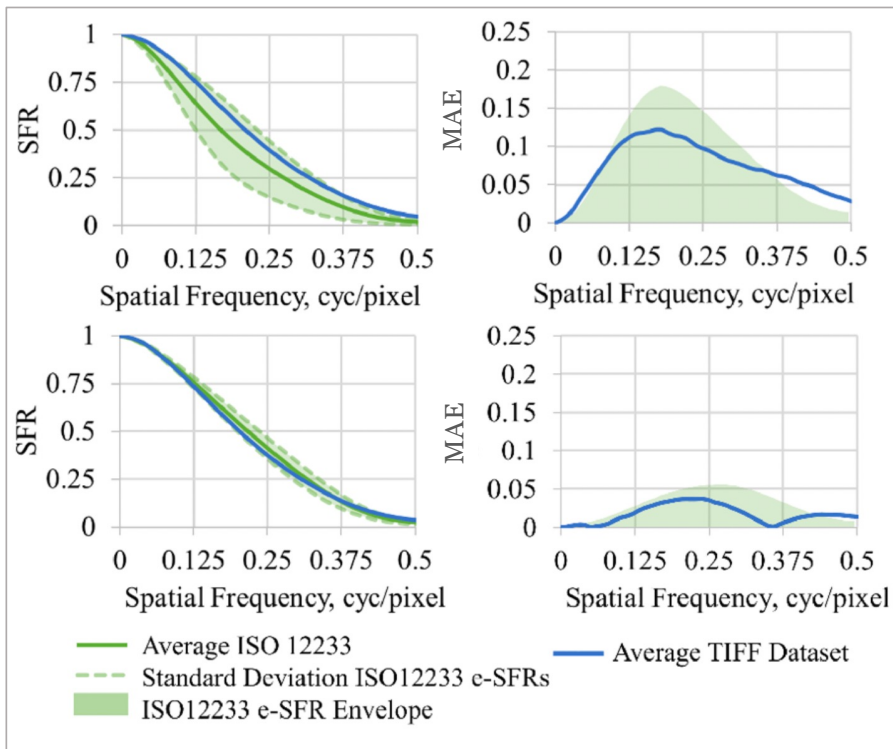 1
0.75
0.5
0.25
0
SFR
0 0.125 0.25 0.375 0.5
Spatial Frequency, cyc/pixel
0.25
0.2
0.15
0.1
0.05
0
MAE
0 0.125 0.25 0.375 0.5
Spatial Frequency, cyc/pixel
1
0.75
0.5
0.25
0
SFR
0 0.125 0.25 0.375 0.5
Spatial Frequency, cyc/pixel
0.25
0.2
0.15
0.1
0.05
0
MAE
0 0.125 0.25 0.375 0.5
Spatial Frequency, cyc/pixel
Average ISO 12233
Standard Deviation ISO12233 e-SFRs
ISO12233 e-SFR Envelope
Average TIFF Dataset